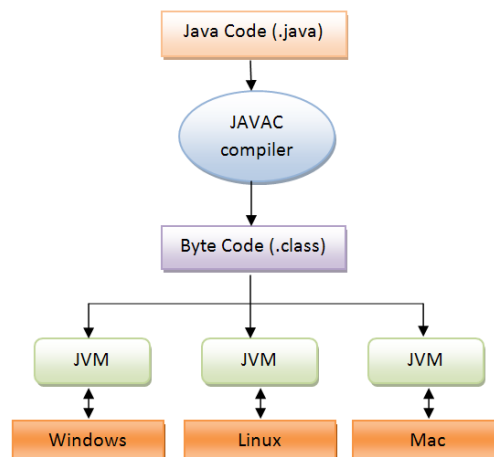 Java Code (.java)
JAVAC
compiler
Byte Code (.class)
JVM
JVM
JVM
Windows
Linux
Mac